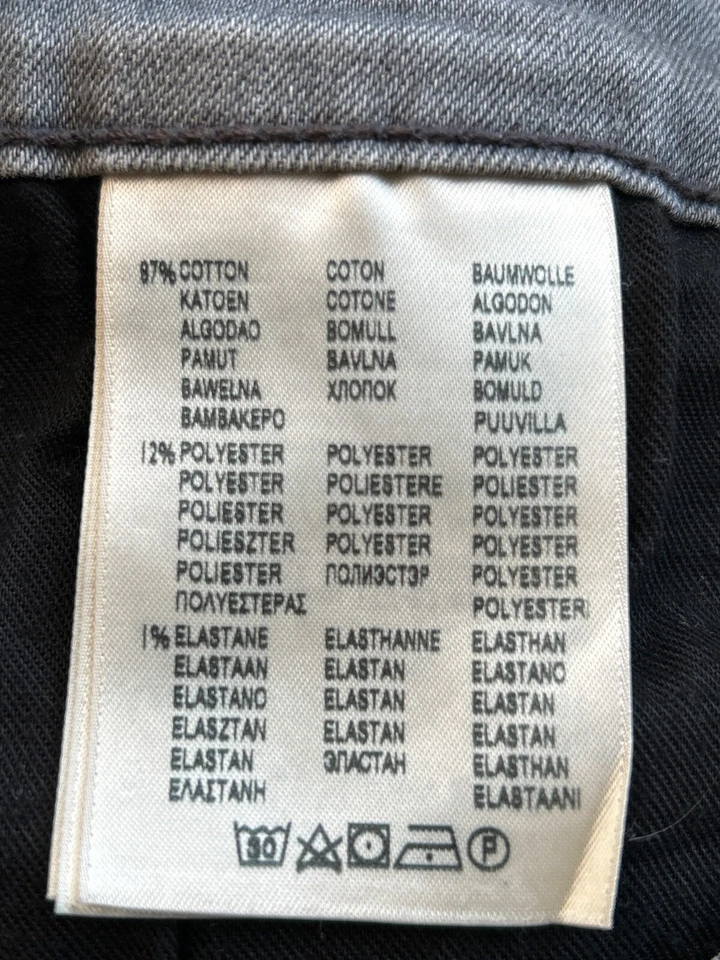 87% COTTON COTON BAUMWOLLE
KATOEN COTONE ALGODON
ALGODAO BOMULL BAVLNA
PAMUT BAVLNA PAMUK
BAWELNA ХЛОПОК BOMULD
BAMBAKEPO PUUVILLA
12% POLYESTER POLYESTER POLYESTER
POLYESTER POLIESTERE POLIESTER
POLIESTER POLYESTER POLYESTER
POLIESZTER POLYESTER POLYESTER
POLIESTER ПОЛИЭСТЭР POLYESTER
ΠΟΛΥΕΣΤΕΡΑΣ POLYESTERI
1% ELASTANE ELASTHANNE ELASTHAN
ELASTAAN ELASTAN ELASTANO
ELASTANO ELASTAN ELASTAN
ELASZTAN ELASTAN ELASTAN
ELASTAN ЭЛАСТАН ELASTHAN
ΕΛΑΣΤΑΝΗ ELASTAANI
30 P